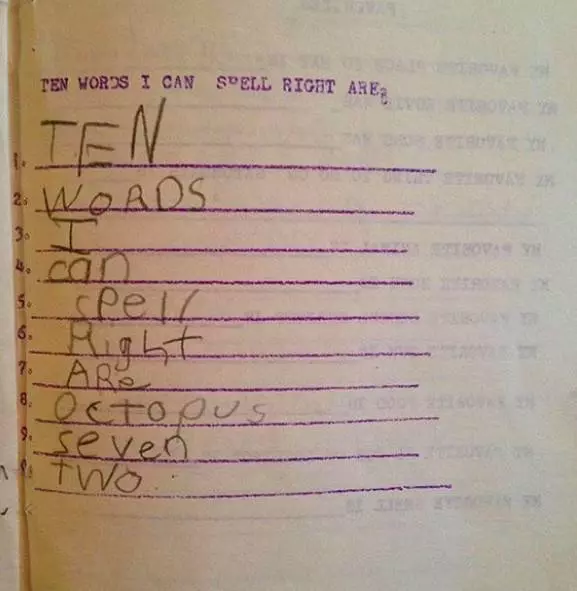 TEN WORDS I CAN SPELL RIGHT ARE:
1. TEN
2. WORDS
3. I
4. can
5. spell
6. Right
7. ARe
8. Octopus
9. seven
two